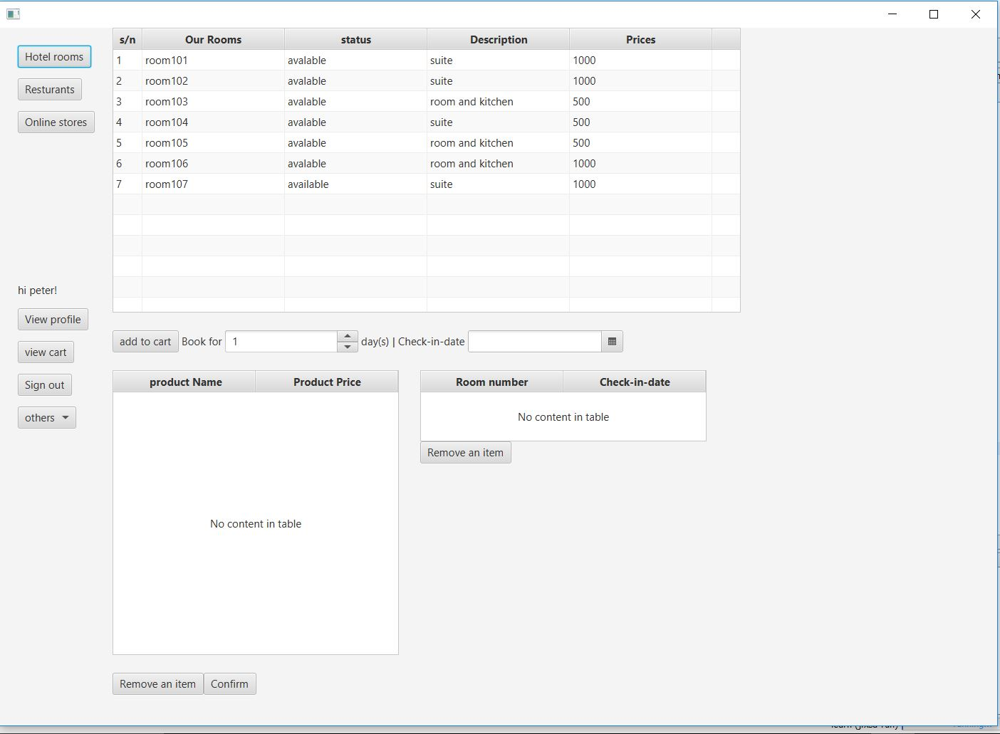 Hotel rooms
Resturants
Online stores
s/n Our Rooms status Description Prices
1 room101 avalable suite 1000
2 room102 avalable suite 1000
3 room103 avalable room and kitchen 500
4 room104 avalable suite 500
5 room105 avalable room and kitchen 500
6 room106 avalable room and kitchen 1000
7 room107 available suite 1000
hi peter!
View profile
view cart
Sign out
others
add to cart Book for 1 day(s) | Check-in-date
product Name Product Price
No content in table
Room number Check-in-date
No content in table
Remove an item
Remove an item Confirm